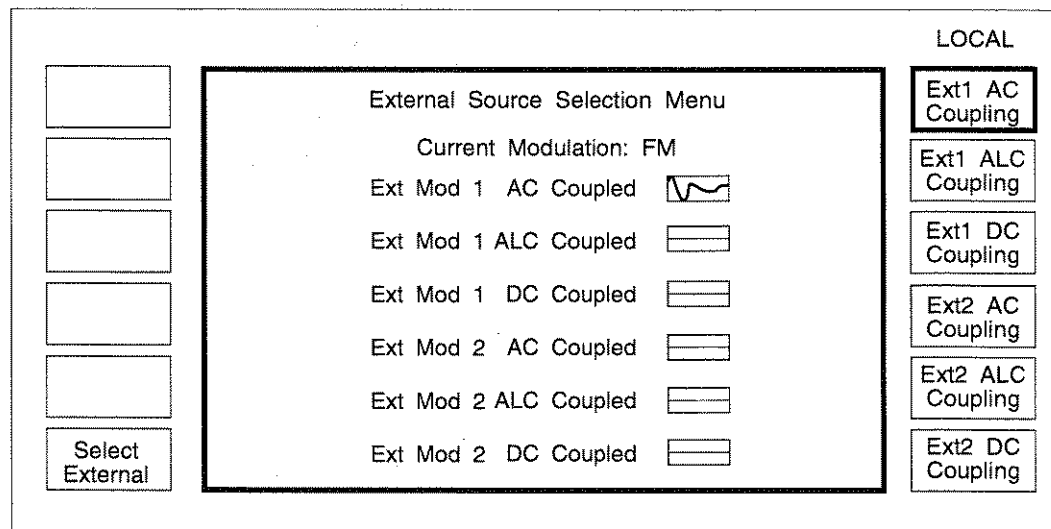 LOCAL
External Source Selection Menu
Current Modulation: FM
Ext Mod 1 AC Coupled
Ext Mod 1 ALC Coupled
Ext Mod 1 DC Coupled
Ext Mod 2 AC Coupled
Ext Mod 2 ALC Coupled
Ext Mod 2 DC Coupled
Select
External
Ext1 AC
Coupling
Ext1 ALC
Coupling
Ext1 DC
Coupling
Ext2 AC
Coupling
Ext2 ALC
Coupling
Ext2 DC
Coupling